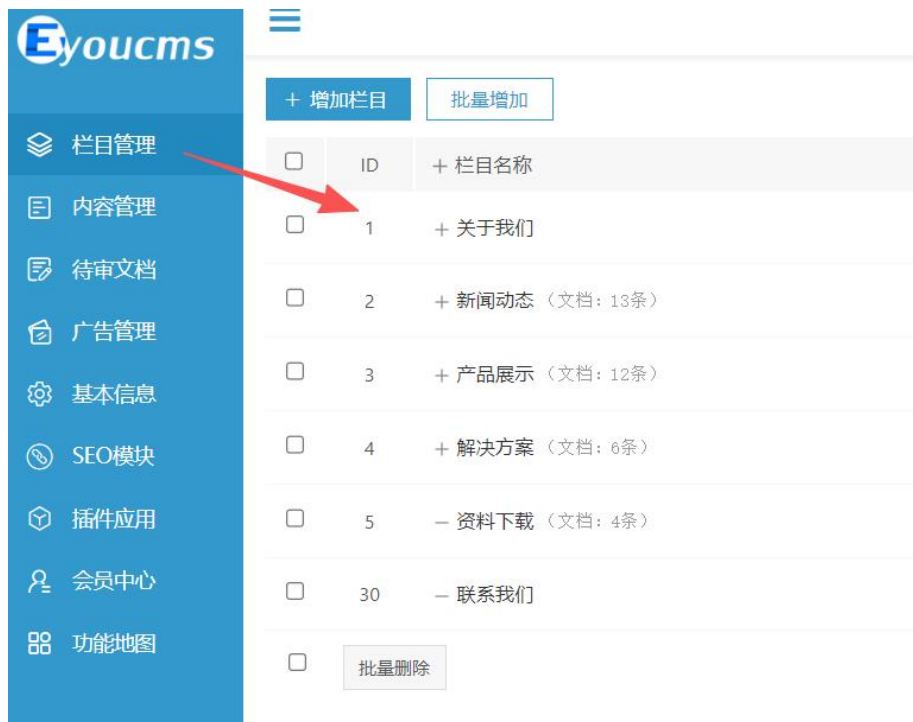 Eyoucms
+ 增加栏目 批量增加
栏目管理
内容管理
待审文档
广告管理
基本信息
SEO模块
插件应用
会员中心
功能地图
ID + 栏目名称
1 + 关于我们
2 + 新闻动态（文档：13条）
3 + 产品展示（文档：12条）
4 + 解决方案（文档：6条）
5 — 资料下载（文档：4条）
30 — 联系我们
批量删除